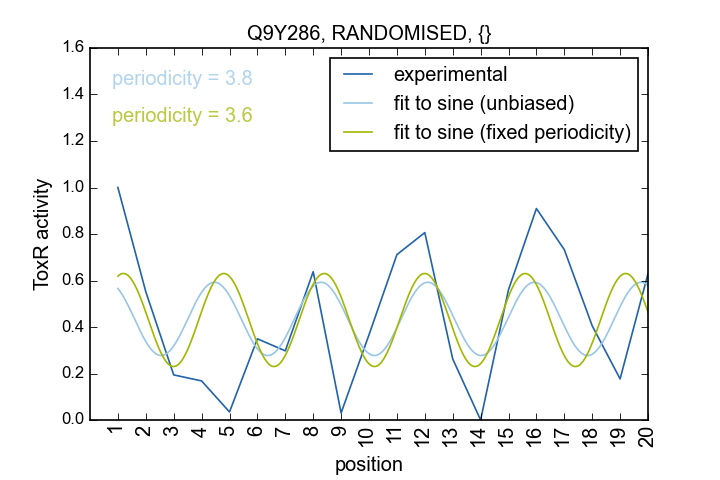 Q9Y286, RANDOMISED, {}
periodicity = 3.8
periodicity = 3.6
experimental
fit to sine (unbiased)
fit to sine (fixed periodicity)
ToxR activity
1.6
1.4
1.2
1.0
0.8
0.6
0.4
0.2
0.0
1 2 3 4 5 6 7 8 9 10 11 12 13 14 15 16 17 18 19 20
position